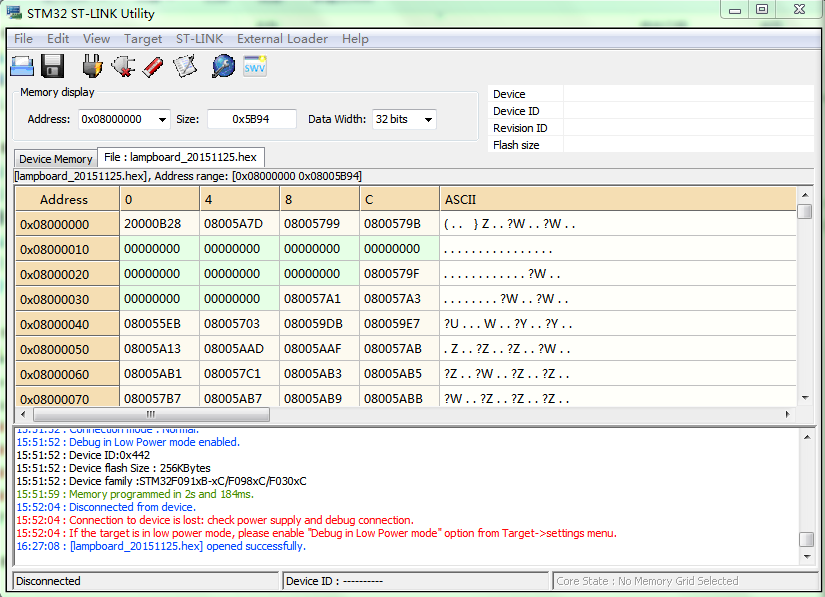 STM32 ST-LINK Utility
File Edit View Target ST-LINK External Loader Help
SWV
Memory display
Address: 0x08000000 Size: 0x5B94 Data Width: 32 bits
Device
Device ID
Revision ID
Flash size
Device Memory File : lampboard_20151125.hex
[lampboard_20151125.hex], Address range: [0x08000000 0x08005B94]
Address 0 4 8 C ASCII
0x08000000 20000B28 08005A7D 08005799 0800579B (.. }Z..?W..?W..
0x08000010 00000000 00000000 00000000 00000000 ................
0x08000020 00000000 00000000 00000000 0800579F ............?W..
0x08000030 00000000 00000000 080057A1 080057A3 ........?W..?W..
0x08000040 080055EB 08005703 080059DB 080059E7 ?U...W..?Y..?Y..
0x08000050 08005A13 08005AAD 08005AAF 080057AB .Z..?Z..?Z..?W..
0x08000060 08005AB1 080057C1 08005AB3 08005AB5 ?Z..?W..?Z..?Z..
0x08000070 080057B7 08005AB7 08005AB9 08005ABB ?W..?Z..?Z..?Z..
15:51:52 : Connection mode : Normal.
15:51:52 : Debug in Low Power mode enabled.
15:51:52 : Device ID:0x442
15:51:52 : Device flash Size : 256KBytes
15:51:52 : Device family :STM32F091xB-xC/F098xC/F030xC
15:51:59 : Memory programmed in 2s and 184ms.
15:52:04 : Disconnected from device.
15:52:04 : Connection to device is lost: check power supply and debug connection.
15:52:04 : If the target is in low power mode, please enable "Debug in Low Power mode" option from Target->settings menu.
16:27:08 : [lampboard_20151125.hex] opened successfully.
Disconnected Device ID : ---------- Core State : No Memory Grid Selected